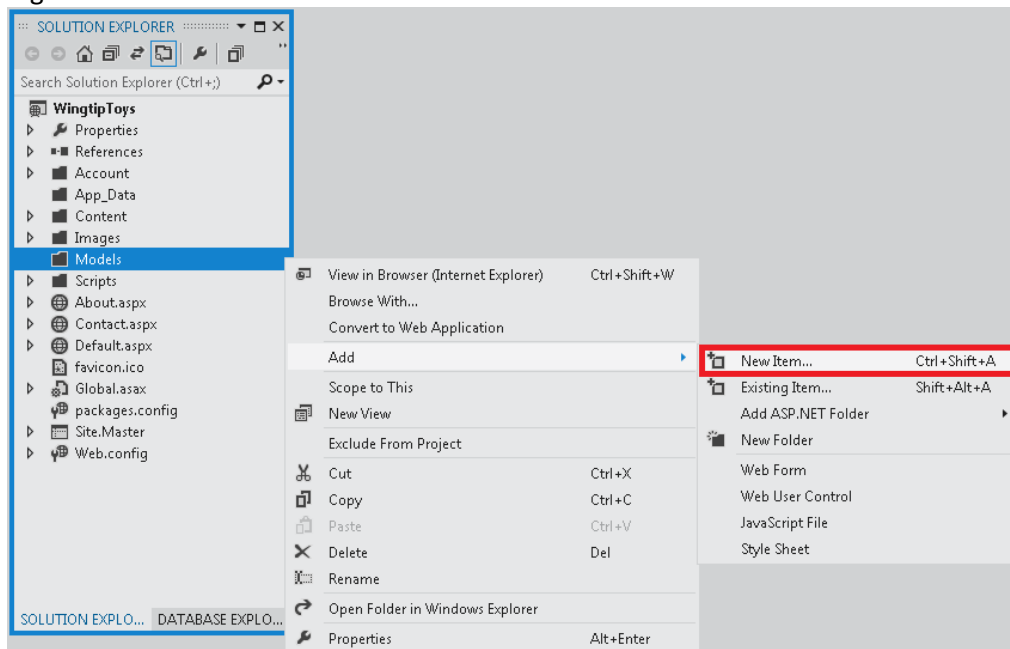 SOLUTION EXPLORER
Search Solution Explorer (Ctrl+;)
WingtipToys
Properties
References
Account
App_Data
Content
Images
Models
Scripts
About.aspx
Contact.aspx
Default.aspx
favicon.ico
Global.asax
packages.config
Site.Master
Web.config
SOLUTION EXPLO... DATABASE EXPLO...
View in Browser (Internet Explorer) Ctrl+Shift+W
Browse With...
Convert to Web Application
Add
Scope to This
New View
Exclude From Project
Cut Ctrl+X
Copy Ctrl+C
Paste Ctrl+V
Delete Del
Rename
Open Folder in Windows Explorer
Properties Alt+Enter
New Item... Ctrl+Shift+A
Existing Item... Shift+Alt+A
Add ASP.NET Folder
New Folder
Web Form
Web User Control
JavaScript File
Style Sheet